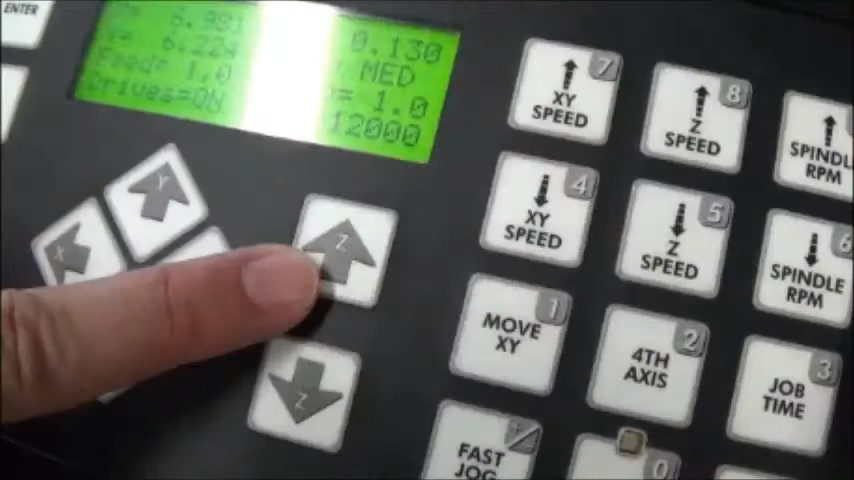 ENTER
6.981
6.224
0.130
Feed= 1.0
MED
Drives=ON
= 1.0
12000
7
XY
SPEED
8
Z
SPEED
SPINDL
RPM
4
XY
SPEED
5
Z
SPEED
6
SPINDLE
RPM
X
Y
Z
Z
1
MOVE
XY
2
4TH
AXIS
3
JOB
TIME
FAST
JOG
0